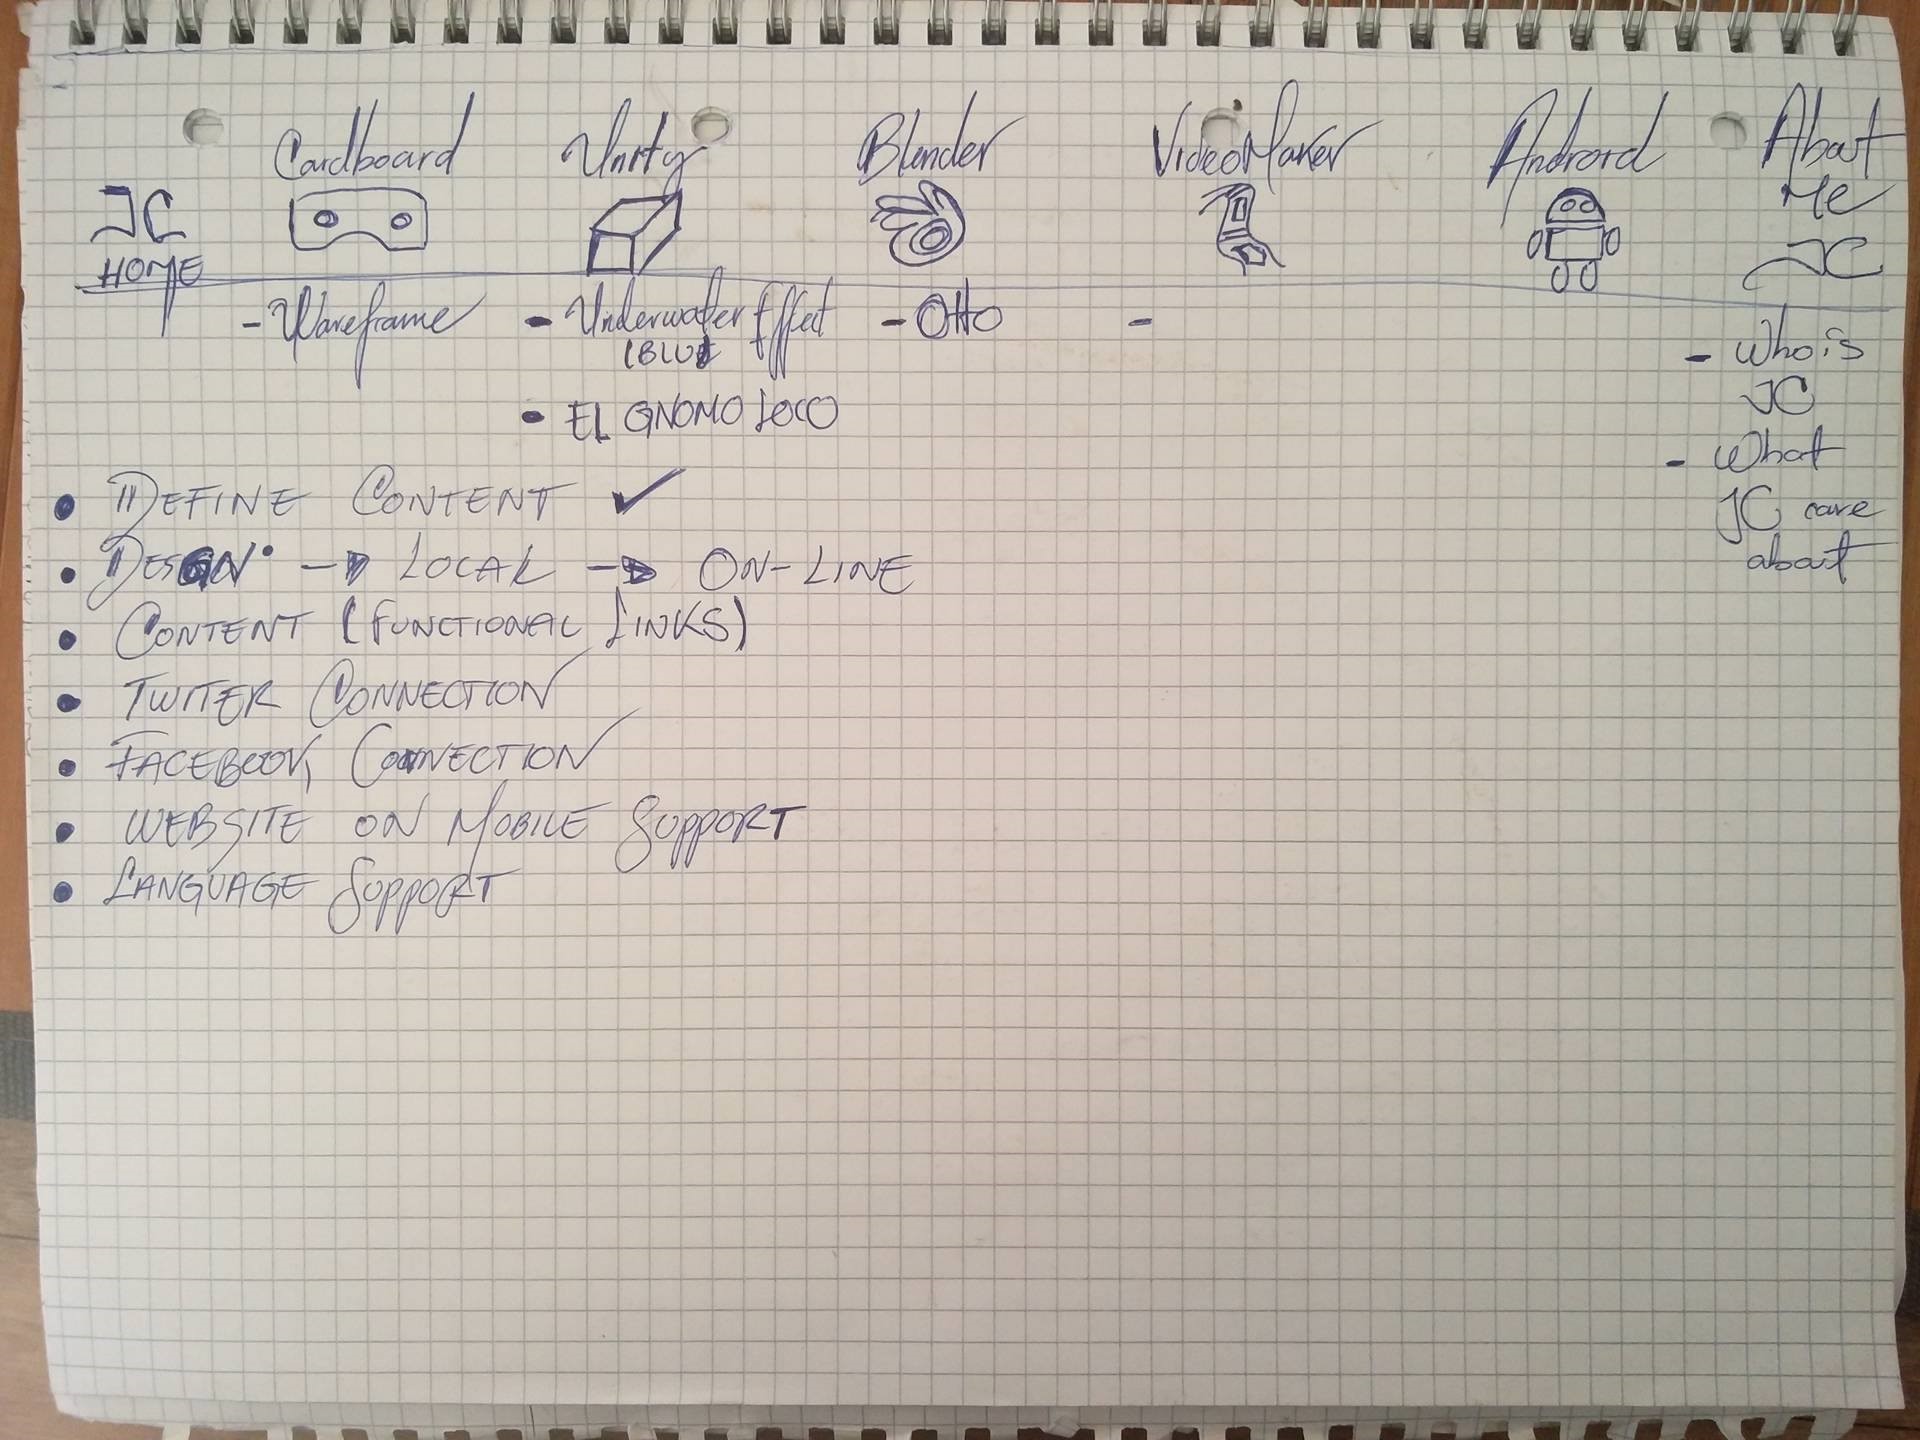 Cardboard Unity Blender VideoMaker Android About
Me
JC JC
HOME
- Wareframe - Underwater Effect - Otto -
(BLUE
- Who is
JC
• EL GNOMO LOCO
- What
JC care
about
• DEFINE CONTENT ✓
• DESIGN → LOCAL → ON-LINE
• CONTENT (FUNCTIONAL LINKS)
• TWITER CONNECTION
• FACEBOOK CONNECTION
• WEBSITE ON MOBILE SUPPORT
• LANGUAGE SUPPORT